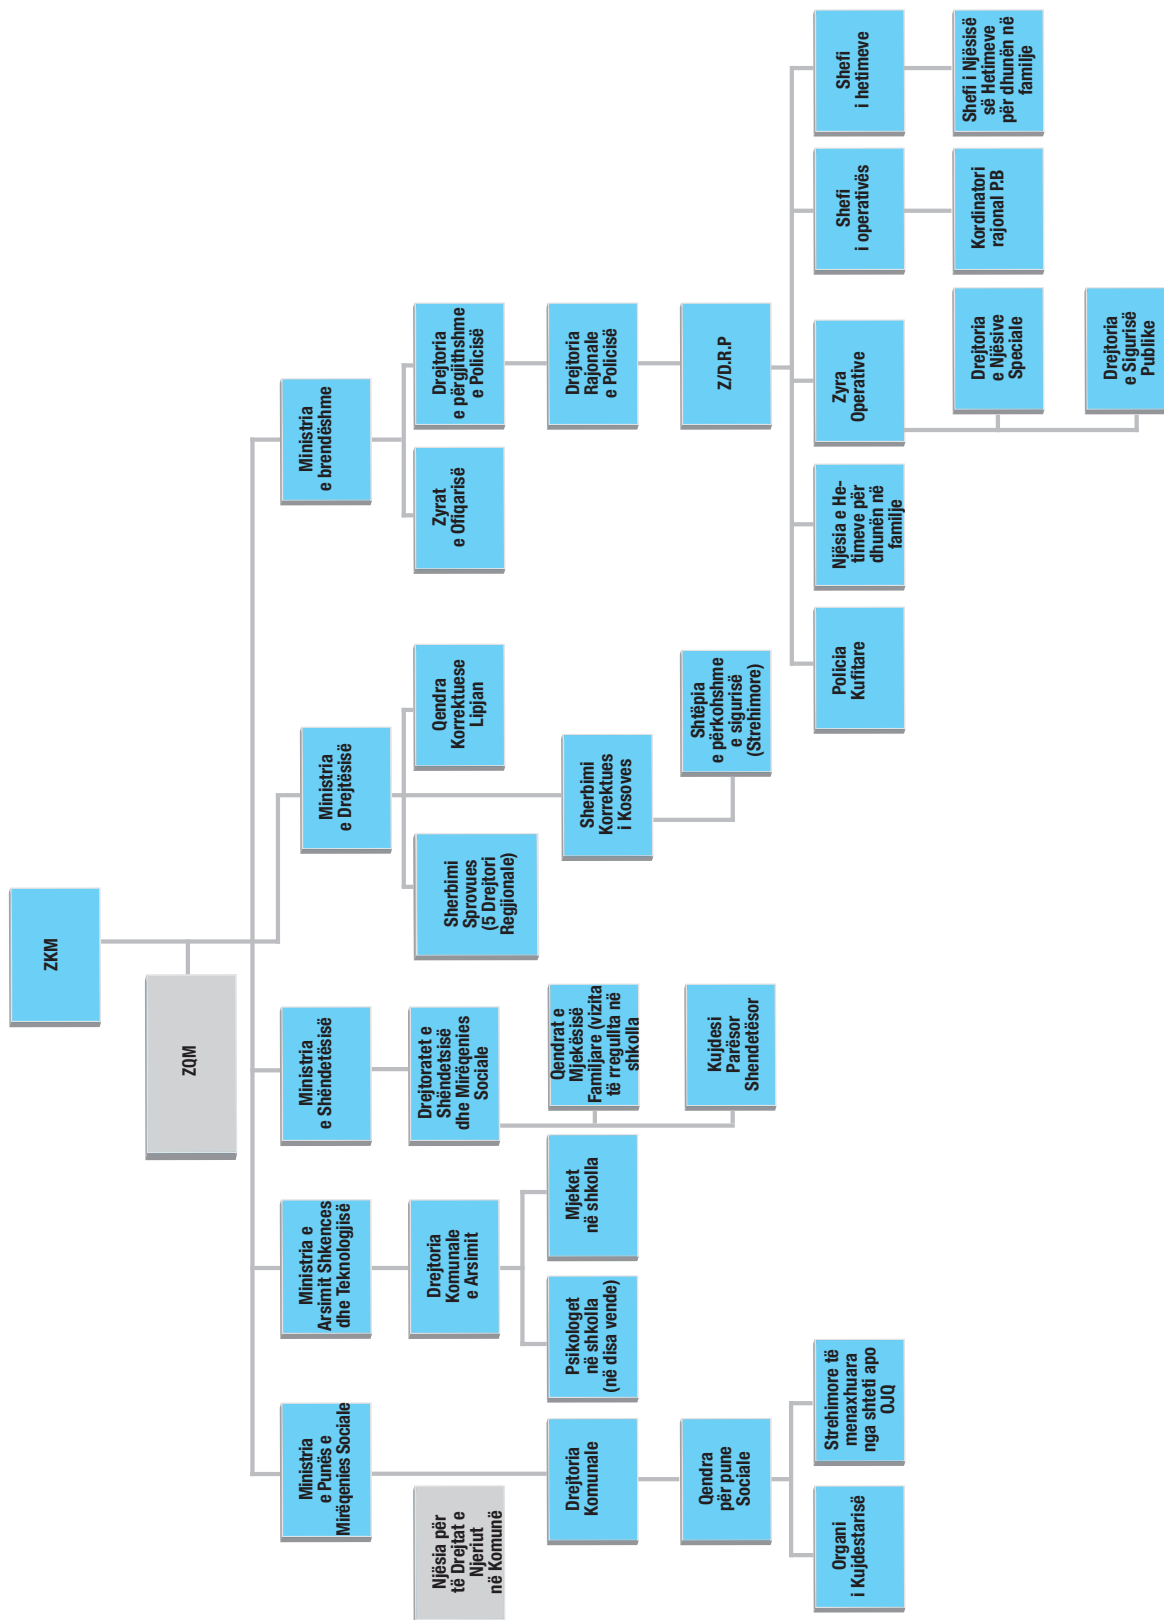 ZKM
ZQM
Ministria
e Punës e
Mirëqenies Sociale
Ministria e
Arsimit Shkences
dhe Teknologjisë
Ministria
e Shëndetësisë
Ministria
e Drejtësisë
Ministria
e brendëshme
Njësia për
të Drejtat e
Njeriut
në Komunë
Drejtoria
Komunale
e Arsimit
Drejtoratet e
Shëndetsisë
dhe Mirëqenies
Sociale
Sherbimi
Sprovues
(5 Drejtori
Regjionale)
Qendra
Korrektuese
Lipjan
Zyrat
e Ofiqarisë
Drejtoria
e përgjithshme
e Policisë
Drejtoria
Komunale
Psikologet
në shkolla
(në disa vende)
Mjeket
në shkolla
Qendrat e
Mjekësisë
Familjare (vizita
të rregullta në
shkolla
Sherbimi
Korrektues
i Kosoves
Drejtoria
Rajonale
e Policisë
Qendra
për pune
Sociale
Kujdesi
Parësor
Shendetësor
Shtëpia
e përkohshme
e sigurisë
(Strehimore)
Z/D.R.P
Organi
i Kujdestarisë
Strehimore të
menaxhuara
nga shteti apo
OJQ
Policia
Kufitare
Njësia e He-
timeve për
dhunën në
familje
Zyra
Operative
Shefi
i operativës
Shefi
i hetimeve
Drejtoria
e Njësive
Speciale
Kordinatori
rajonal P.B
Shefi i Njësisë
së Hetimeve
për dhunën në
familje
Drejtoria
e Sigurisë
Publike